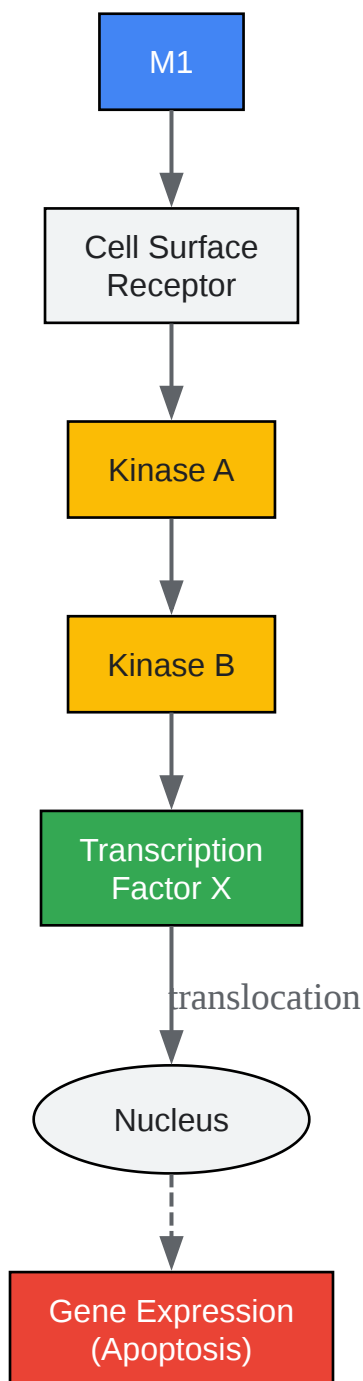 M1
Cell Surface
Receptor
Kinase A
Kinase B
Transcription
Factor X
translocation
Nucleus
Gene Expression
(Apoptosis)